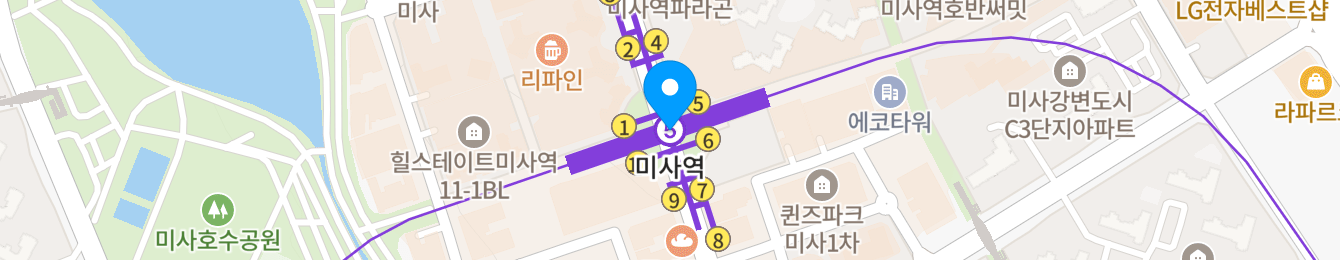 미사
미사역파라곤
미사역호반써밋
LG전자베스트샵
2
4
리파인
5
미사강변도시
C3단지아파트
라파르
1
5
에코타워
6
힐스테이트미사역
11-1BL
미사역
7
9
퀸즈파크
미사1차
미사호수공원
8